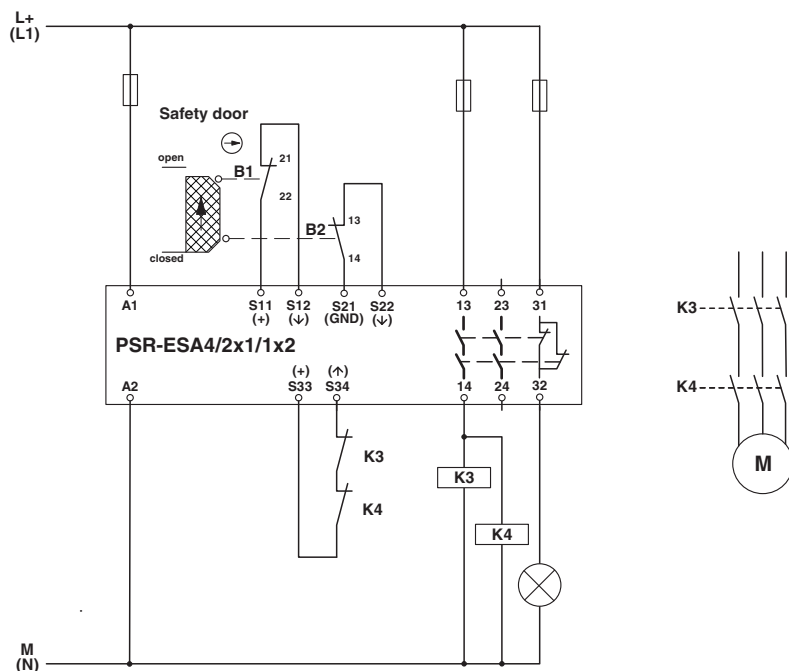 L+
(L1)
Safety door
open
closed
B1
21
22
B2
13
14
A1
S11
(+)
S12
(↓)
S21
(GND)
S22
(↓)
13
23
31
PSR-ESA4/2x1/1x2
A2
(+)
S33
(↑)
S34
14
24
32
K3
K4
K3
K4
K3
K4
M
M
(N)